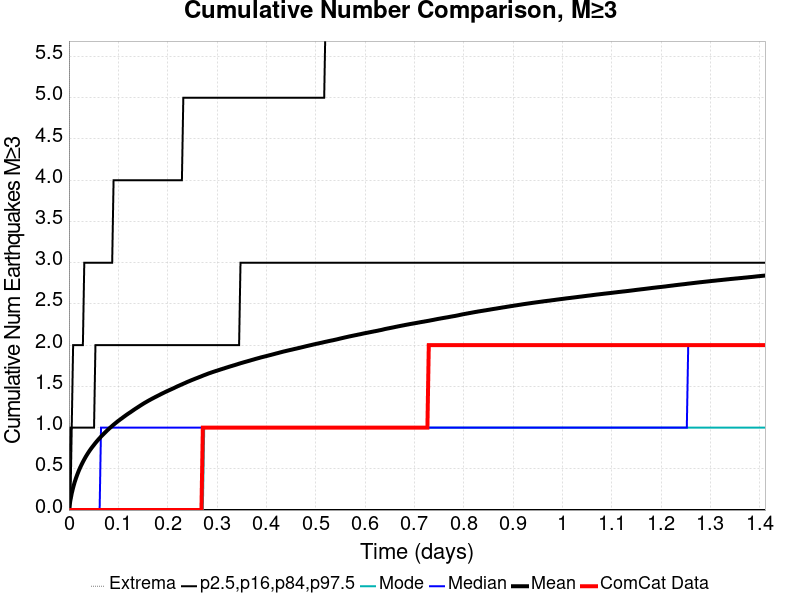 Cumulative Number Comparison, M≥3
Cumulative Num Earthquakes M≥3
5.5
5.0
4.5
4.0
3.5
3.0
2.5
2.0
1.5
1.0
0.5
0.0
0 0.1 0.2 0.3 0.4 0.5 0.6 0.7 0.8 0.9 1 1.1 1.2 1.3 1.4
Time (days)
Extrema p2.5,p16,p84,p97.5 Mode Median Mean ComCat Data